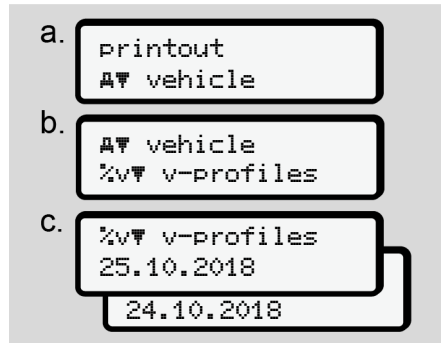 a.
printout
vehicle
b.
vehicle
%v▼ v-profiles
c.
%v▼ v-profiles
25.10.2018
24.10.2018